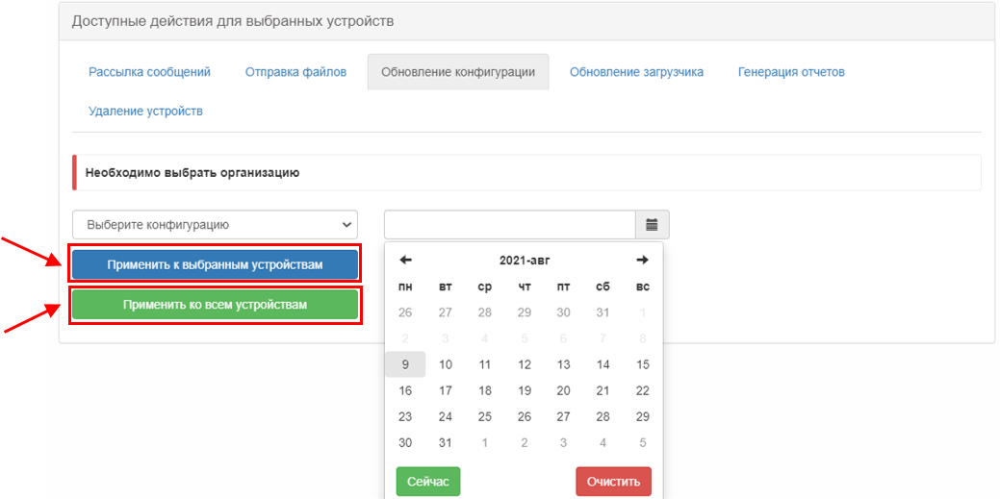 Доступные действия для выбранных устройств
Рассылка сообщений Отправка файлов Обновление конфигурации Обновление загрузчика Генерация отчетов
Удаление устройств
Необходимо выбрать организацию
Выберите конфигурацию
Применить к выбранным устройствам
Применить ко всем устройствам
2021-авг
пн вт ср чт пт сб вс
26 27 28 29 30 31 1
2 3 4 5 6 7 8
9 10 11 12 13 14 15
16 17 18 19 20 21 22
23 24 25 26 27 28 29
30 31 1 2 3 4 5
Сейчас Очистить